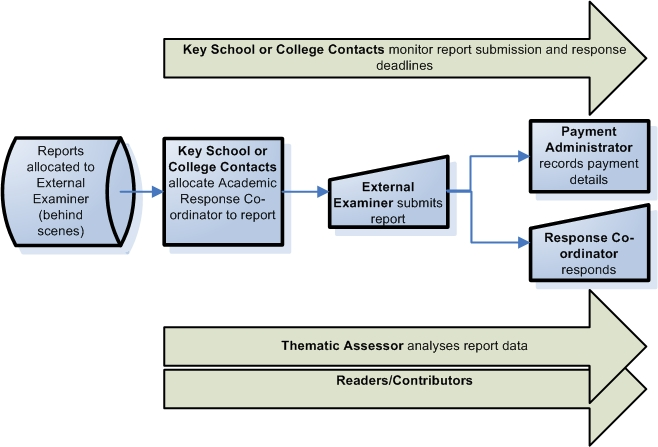 Key School or College Contacts monitor report submission and response
deadlines
Reports
allocated to
External
Examiner
(behind
scenes)
Key School or
College Contacts
allocate Academic
Response Co-
ordinator to report
External
Examiner submits
report
Payment
Administrator
records payment
details
Response Co-
ordinator
responds
Thematic Assessor analyses report data
Readers/Contributors